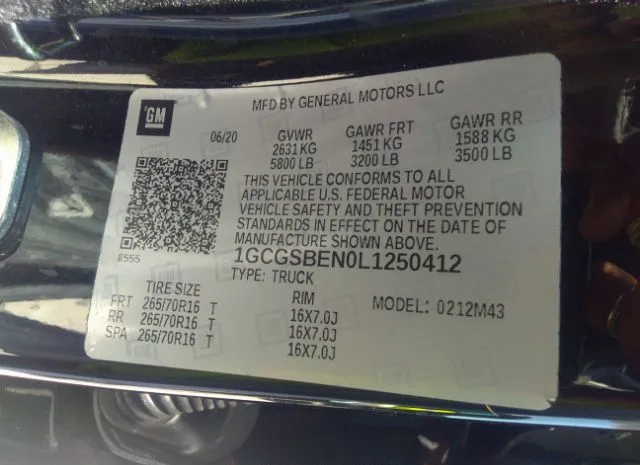 MFD BY GENERAL MOTORS LLC
GM
06/20 GVWR GAWR FRT GAWR RR
2631 KG 1451 KG 1588 KG
5800 LB 3200 LB 3500 LB
THIS VEHICLE CONFORMS TO ALL
APPLICABLE U.S. FEDERAL MOTOR
VEHICLE SAFETY AND THEFT PREVENTION
STANDARDS IN EFFECT ON THE DATE OF
MANUFACTURE SHOWN ABOVE.
8555
1GCGSBEN0L1250412
TYPE: TRUCK
TIRE SIZE RIM MODEL: 0212M43
FRT 265/70R16 T 16X7.0J
RR 265/70R16 T 16X7.0J
SPA 265/70R16 T 16X7.0J